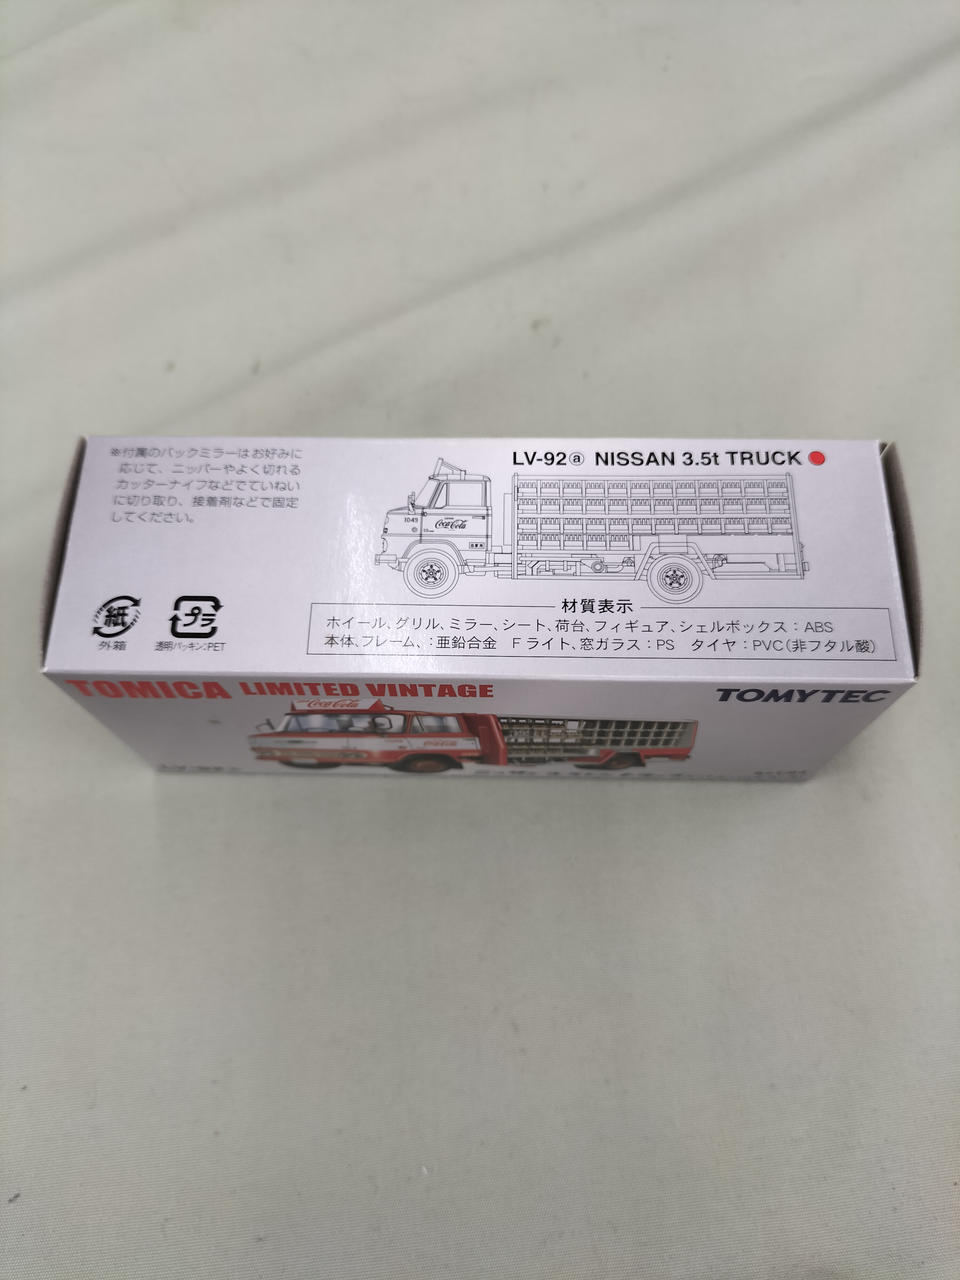 ※付属のバックミラーはお好みに
応じて、ニッパーやよく切れる
カッターナイフなどでていねい
に切り取り、接着剤などで固定
してください。
LV-92ⓐ NISSAN 3.5t TRUCK
1049
Coca-Cola
紙
外箱
プラ
透明パッキン:PET
材質表示
ホイール、グリル、ミラー、シート、荷台、フィギュア、シェルボックス：ABS
本体、フレーム、：亜鉛合金 Fライト、窓ガラス：PS タイヤ：PVC（非フタル酸）
TOMICA LIMITED VINTAGE
TOMYTEC
Coca-Cola
Coca-Cola